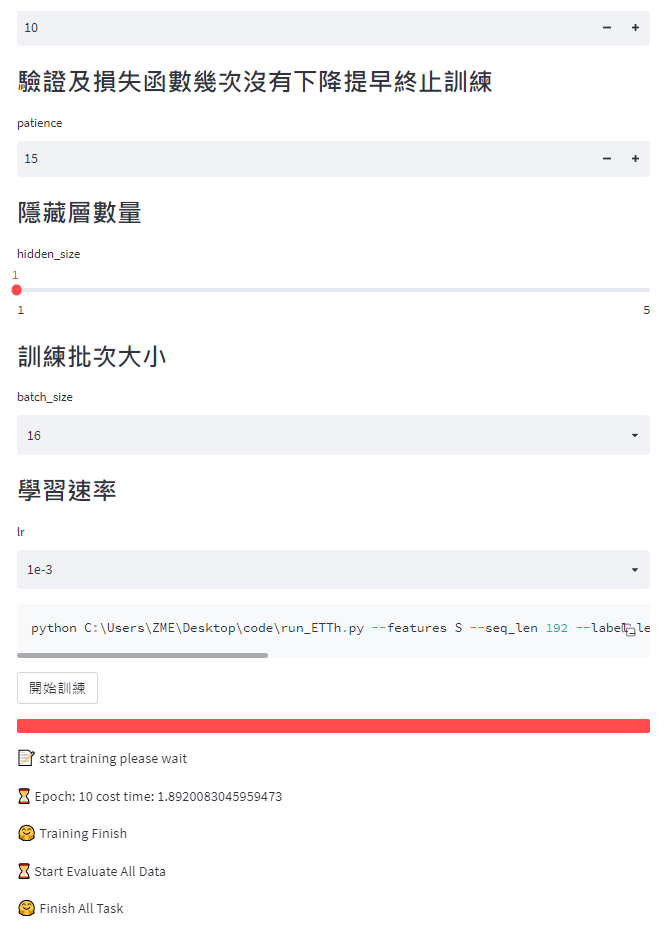 10
驗證及損失函數幾次沒有下降提早終止訓練
patience
15
隱藏層數量
hidden_size
1
1 5
訓練批次大小
batch_size
16
學習速率
lr
1e-3
python C:\Users\ZME\Desktop\code\run_ETTh.py --features S --seq_len 192 --label_le
開始訓練
start training please wait
Epoch: 10 cost time: 1.8920083045959473
Training Finish
Start Evaluate All Data
Finish All Task